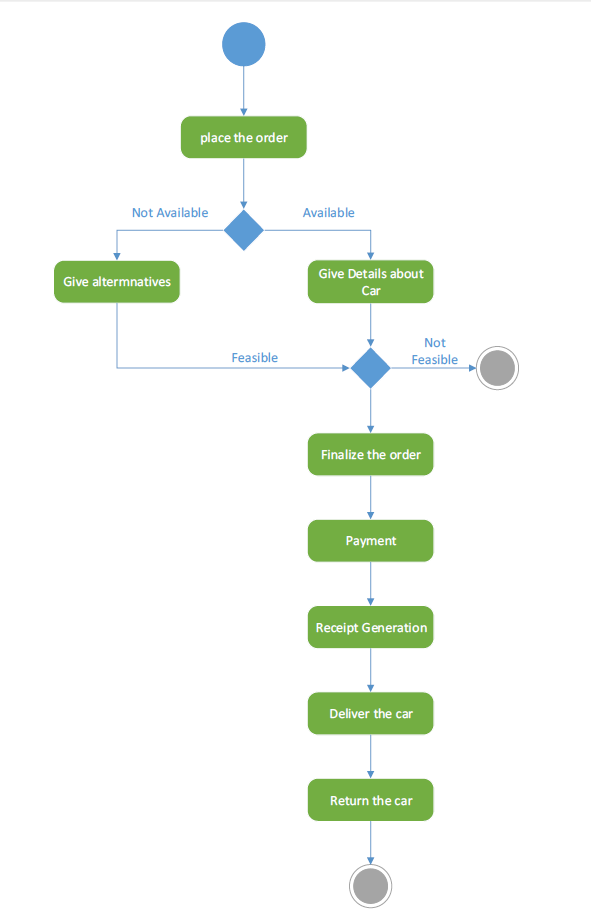 place the order
Not Available
Available
Give altermnatives
Give Details about
Car
Feasible
Not
Feasible
Finalize the order
Payment
Receipt Generation
Deliver the car
Return the car